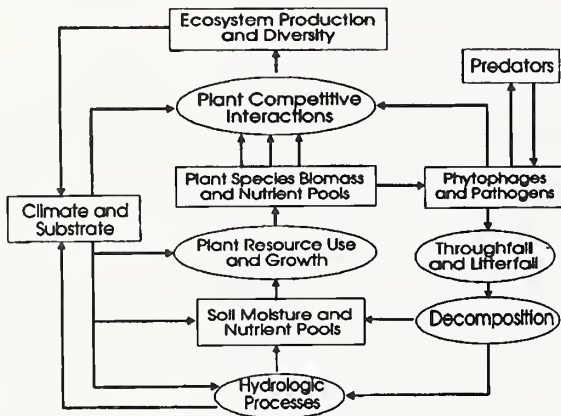 Ecosystem Production
and Diversity
Predators
Plant Competitive
Interactions
Plant Species Biomass
and Nutrient Pools
Phytophages
and Pathogens
Climate and
Substrate
Plant Resource Use
and Growth
Throughfall
and Litterfall
Soil Moisture and
Nutrient Pools
Decomposition
Hydrologic
Processes